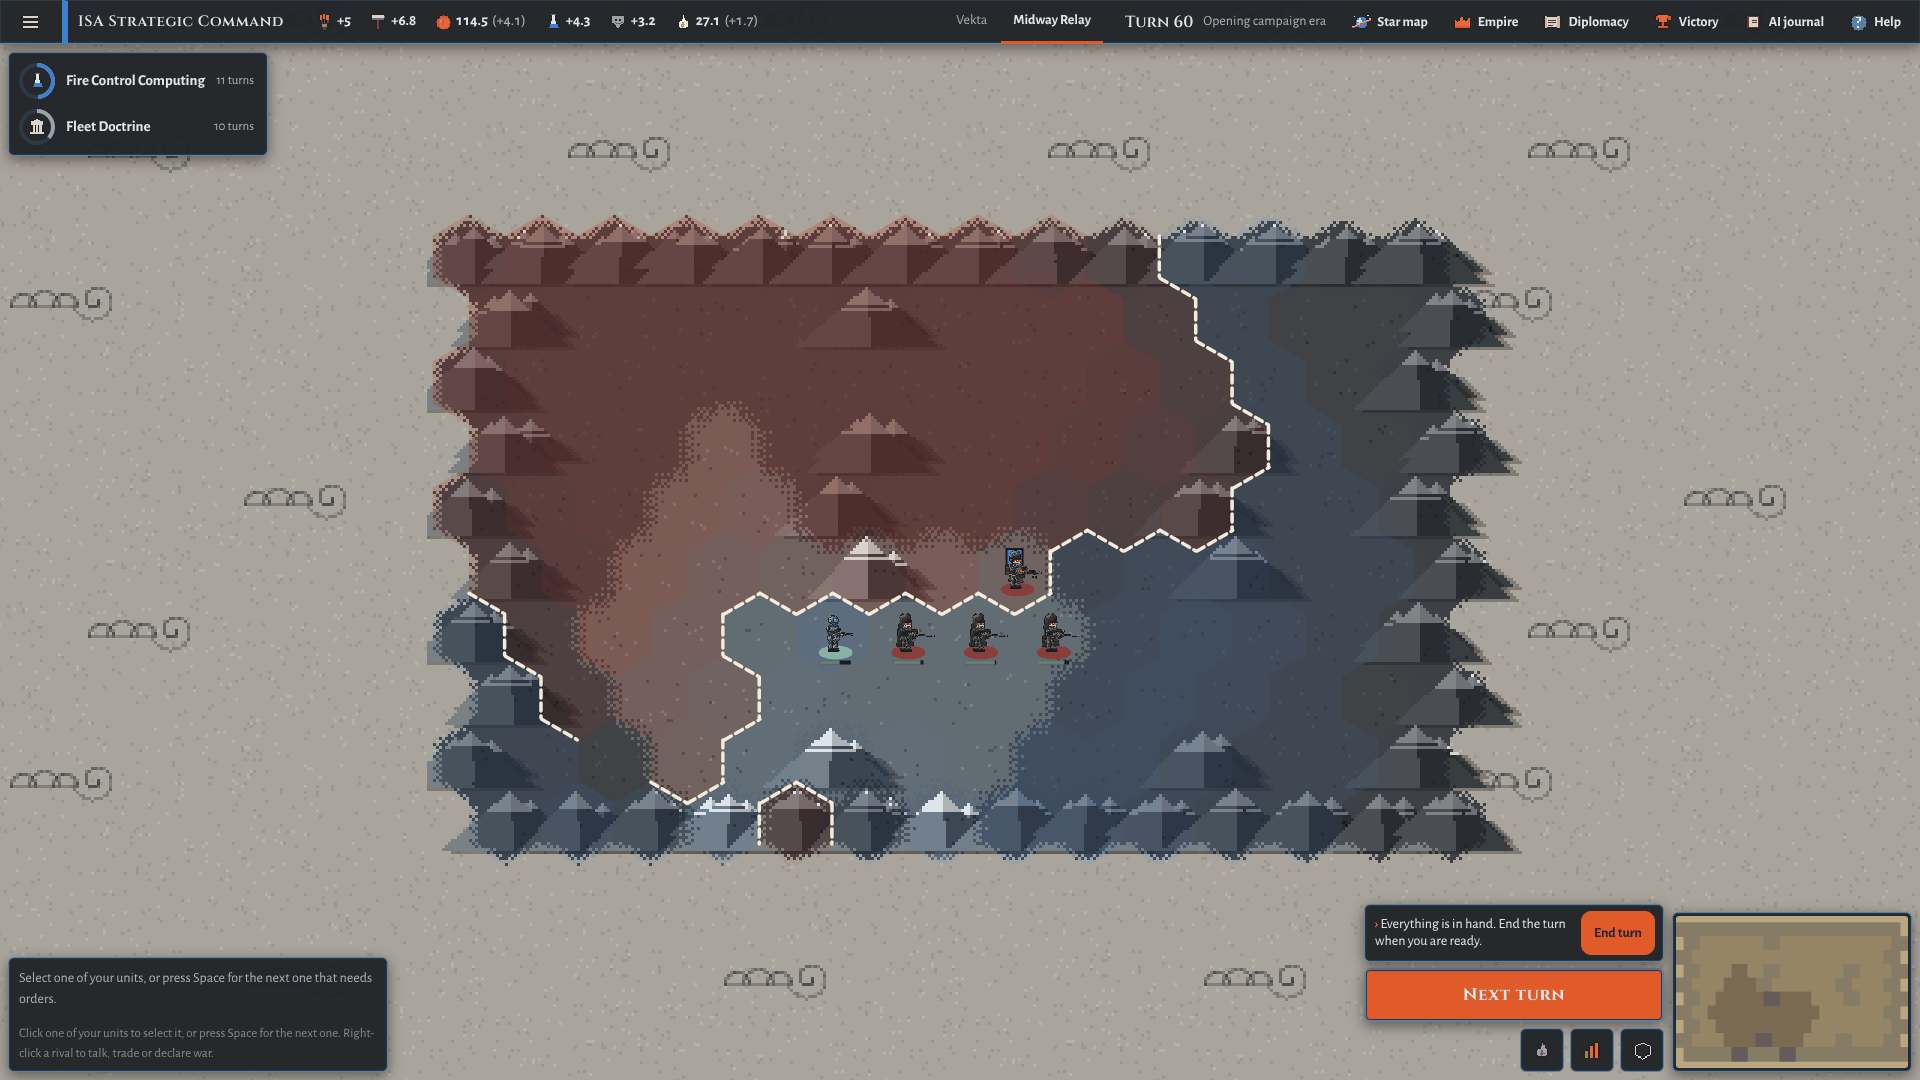 ISA Strategic Command
+5
+6.8
114.5 (+4.1)
+4.3
+3.2
27.1 (+1.7)
Vekta
Midway Relay
Turn 60
Opening campaign era
Star map
Empire
Diplomacy
Victory
AI journal
Help
Fire Control Computing 11 turns
Fleet Doctrine 10 turns
› Everything is in hand. End the turn
when you are ready.
End turn
Next turn
Select one of your units, or press Space for the next one that needs
orders.
Click one of your units to select it, or press Space for the next one. Right-
click a rival to talk, trade or declare war.